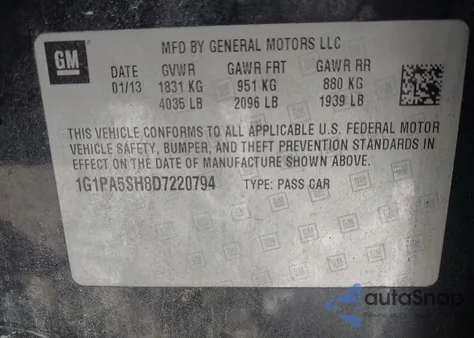 GM
MFD BY GENERAL MOTORS LLC
DATE GVWR GAWR FRT GAWR RR
01/13 1831 KG 951 KG 880 KG
4035 LB 2096 LB 1939 LB
THIS VEHICLE CONFORMS TO ALL APPLICABLE U.S. FEDERAL MOTOR
VEHICLE SAFETY, BUMPER, AND THEFT PREVENTION STANDARDS IN
EFFECT ON THE DATE OF MANUFACTURE SHOWN ABOVE.
1G1PA5SH8D7220794 TYPE: PASS CAR
autoSnap